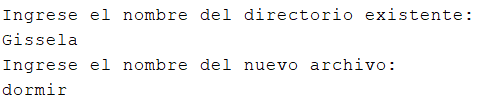 Ingrese el nombre del directorio existente:
Gissela
Ingrese el nombre del nuevo archivo:
dormir